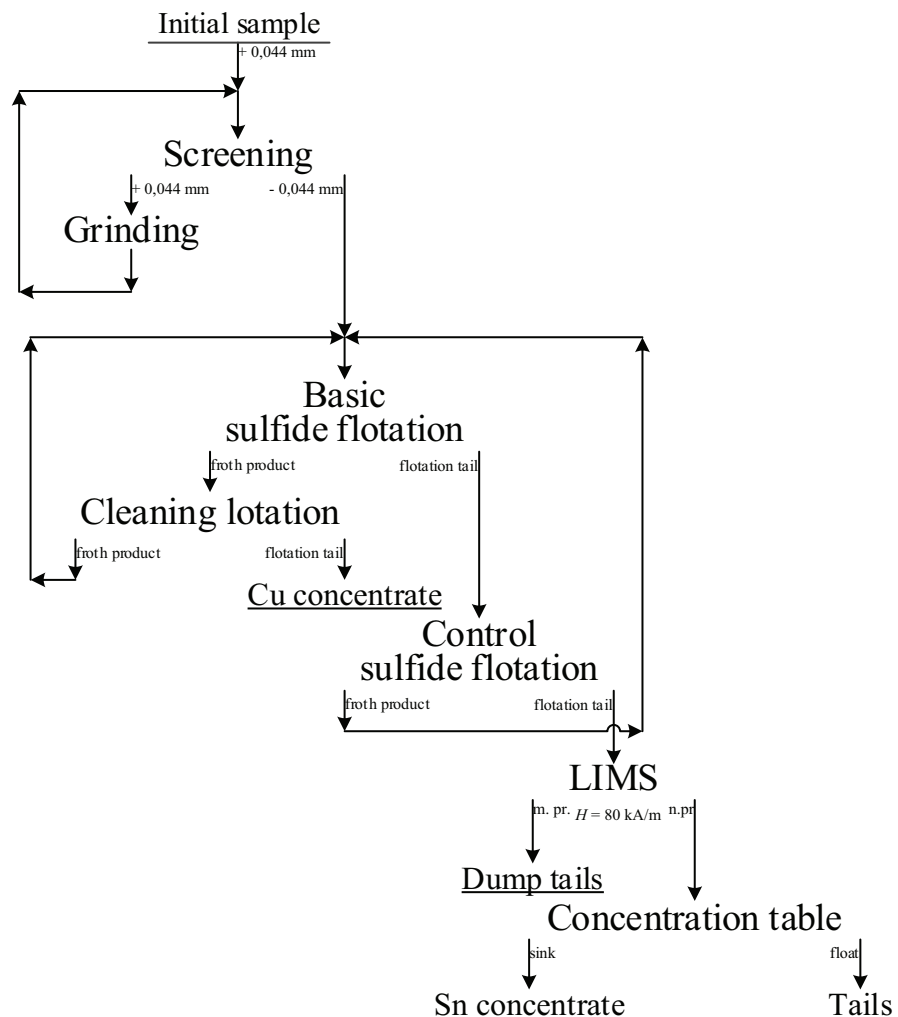 Initial sample
+ 0,044 mm
Screening
+ 0,044 mm
- 0,044 mm
Grinding
Basic
sulfide flotation
froth product
flotation tail
Cleaning lotation
froth product
flotation tail
Cu concentrate
Control
sulfide flotation
froth product
flotation tail
LIMS
m. pr. H = 80 kA/m n.pr
Dump tails
Concentration table
sink
float
Sn concentrate
Tails